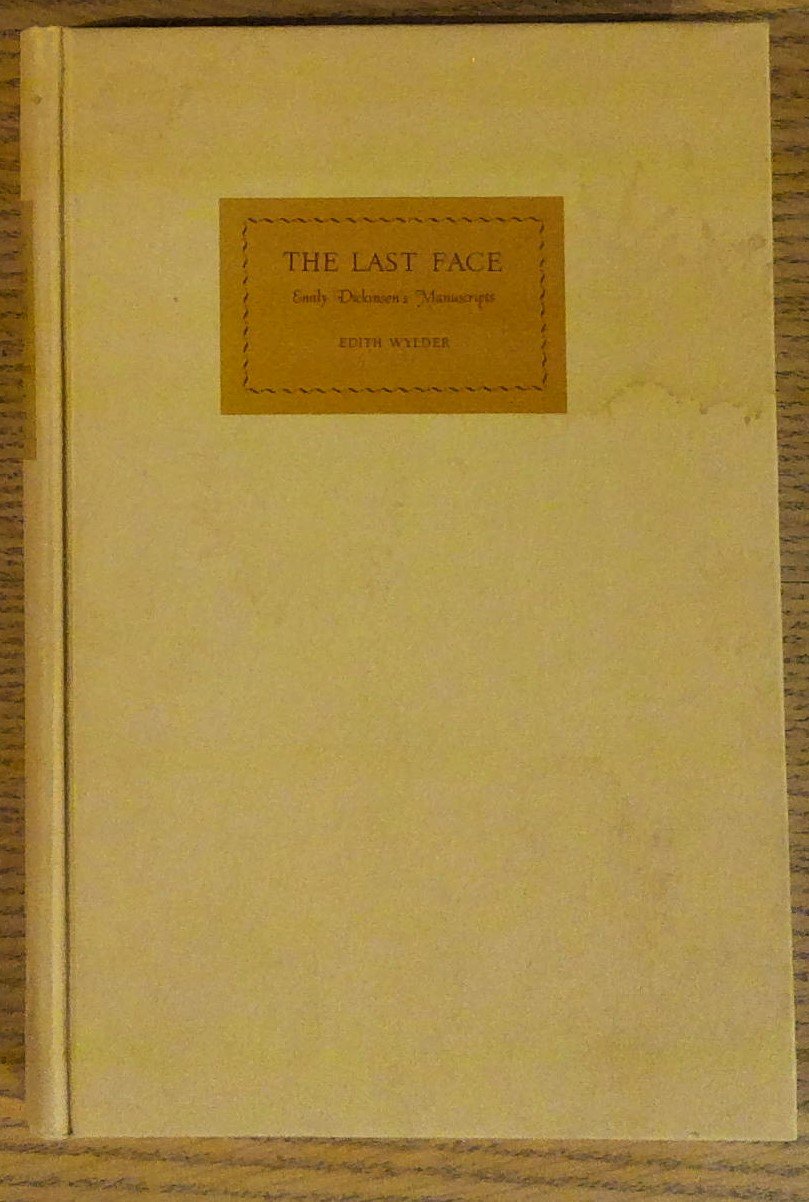 THE LAST FACE
Emily Dickinson's Manuscripts
EDITH WYLDER